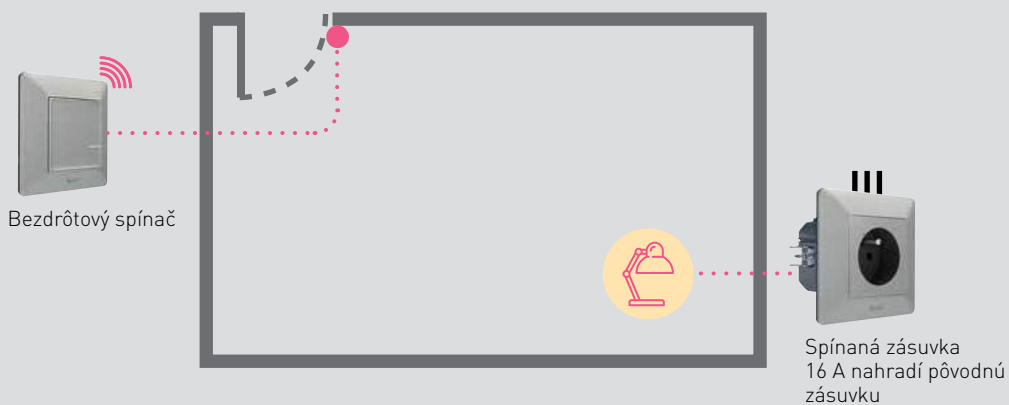 Bezdrôtový spínač
Spínaná zásuvka
16 A nahradí pôvodnú
zásuvku